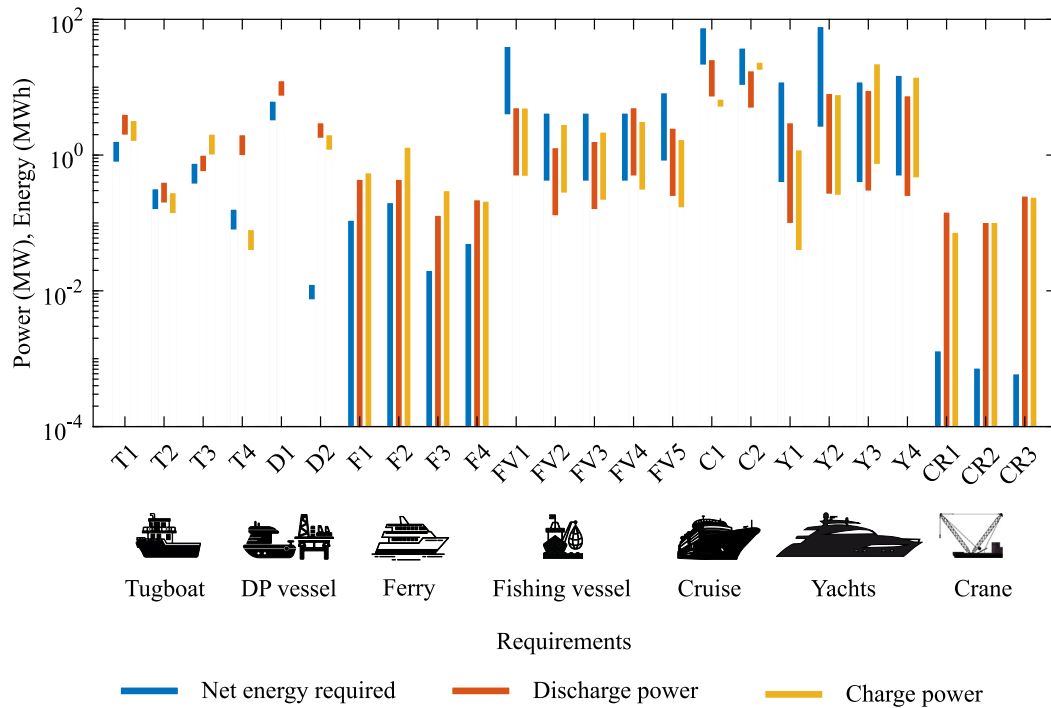 10^2
10^0
10^-2
10^-4
Power (MW), Energy (MWh)
T1 T2 T3 T4 D1 D2 F1 F2 F3 F4 FV1 FV2 FV3 FV4 FV5 C1 C2 Y1 Y2 Y3 Y4 CR1 CR2 CR3
Tugboat DP vessel Ferry Fishing vessel Cruise Yachts Crane
Requirements
Net energy required Discharge power Charge power